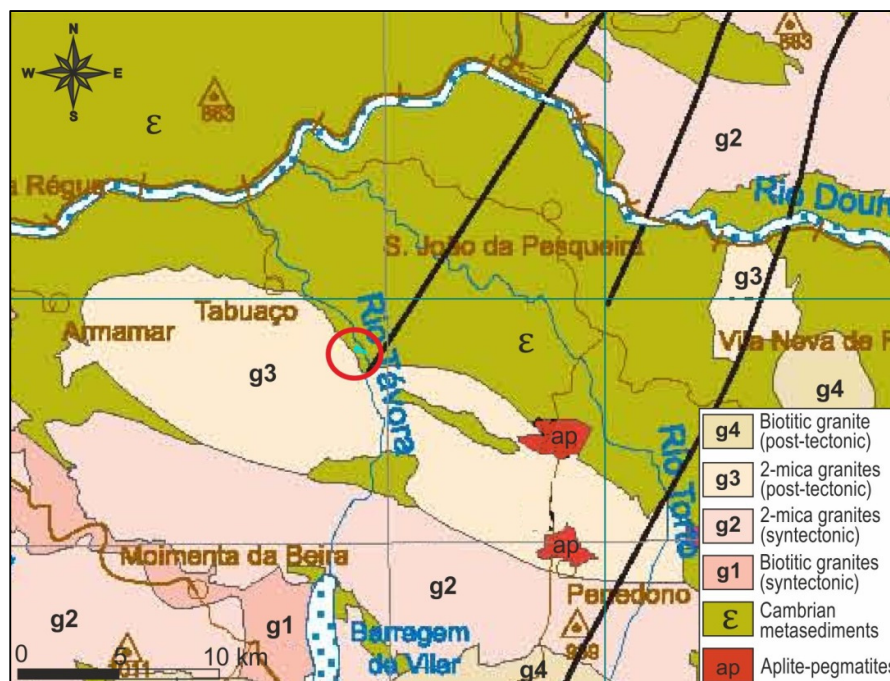 N
W E
S
863
883
ε
g2
a Régua
Rio Dour
S. João da Pesqueira
g3
Tabuaço
Rio Távora
Armamar
ε
Vila Nova de F
g3
g4
ap
Rio Torto
ap
Moimenta da Beira
g2
g2
g1
Penedono
Barragem
de Vilar
989
g4
1011
0 5 10 km
g4 Biotitic granite
(post-tectonic)
g3 2-mica granites
(post-tectonic)
g2 2-mica granites
(syntectonic)
g1 Biotitic granites
(syntectonic)
ε Cambrian
metasediments
ap Aplite-pegmatites